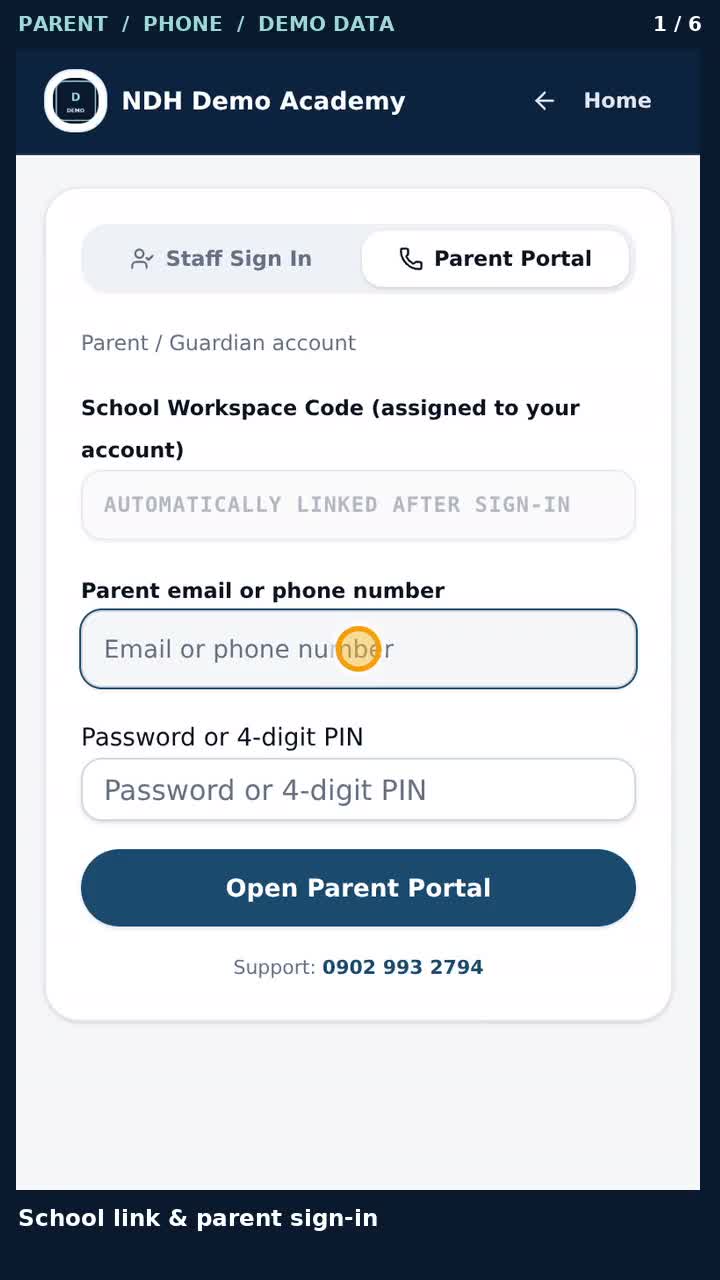 PARENT / PHONE / DEMO DATA
1 / 6
D
DEMO
NDH Demo Academy
← Home
Staff Sign In
Parent Portal
Parent / Guardian account
School Workspace Code (assigned to your
account)
AUTOMATICALLY LINKED AFTER SIGN-IN
Parent email or phone number
Email or phone number
Password or 4-digit PIN
Password or 4-digit PIN
Open Parent Portal
Support: 0902 993 2794
School link & parent sign-in